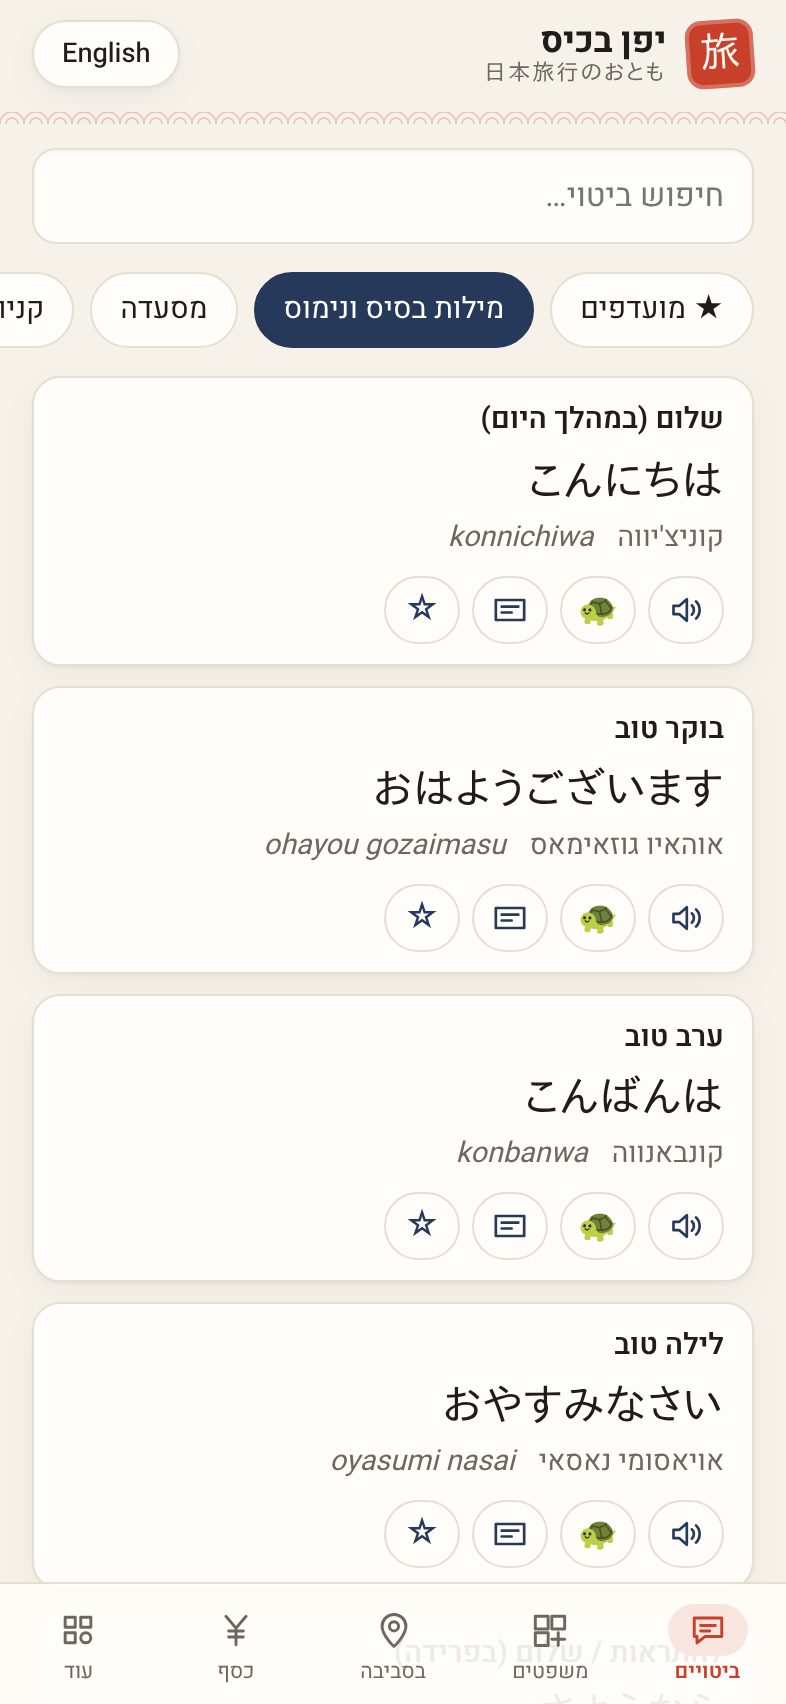 旅
יפן בכיס
日本旅行のおとも
English
חיפוש ביטוי...
★ מועדפים
מילות בסיס ונימוס
מסעדה
שלום (במהלך היום)
こんにちは
קוניצ'יווה konnichiwa
בוקר טוב
おはようございます
אוהאיו גוזאימאס ohayou gozaimasu
ערב טוב
こんばんは
קונבאנווה konbanwa
לילה טוב
おやすみなさい
אויאסומי נאסאי oyasumi nasai
להתראות / שלום (בפרידה)
ביטויים
משפטים
בסביבה
¥
כסף
עוד